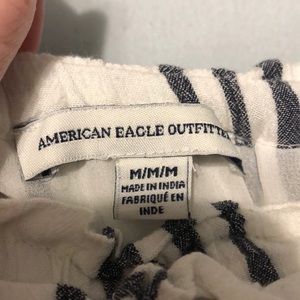 AMERICAN EAGLE OUTFITTE
M/M/M
MADE IN INDIA
FABRIQUÉ EN
INDE